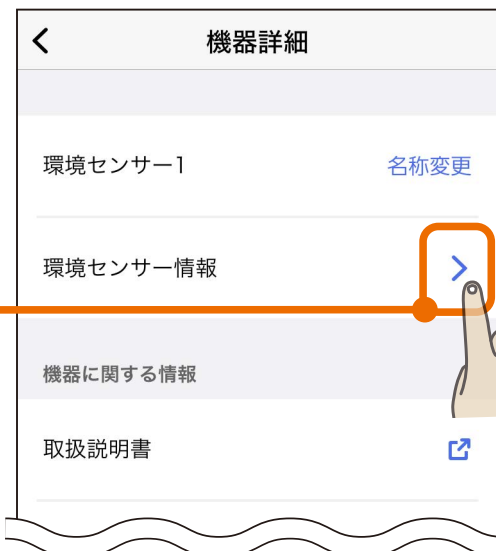 機器詳細
環境センサー1 名称変更
環境センサー情報
機器に関する情報
取扱説明書